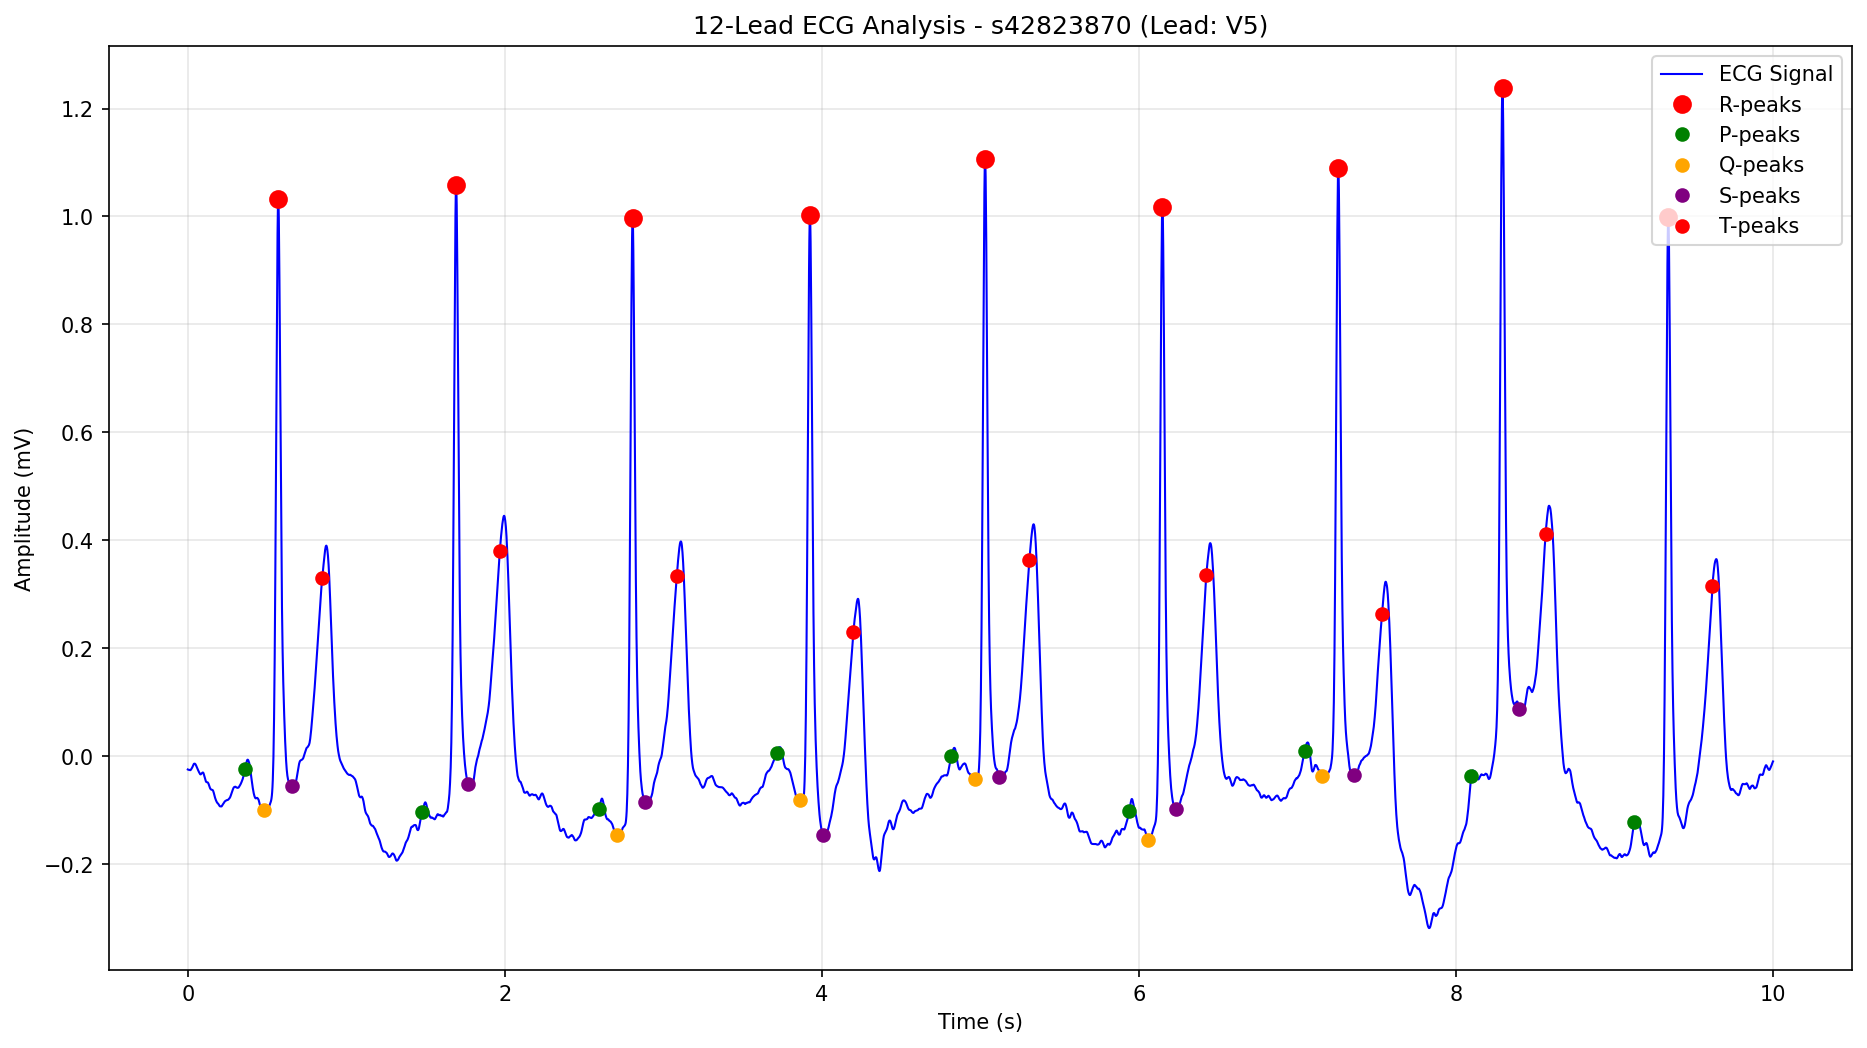 12-Lead ECG Analysis - s42823870 (Lead: V5)
ECG Signal
R-peaks
P-peaks
Q-peaks
S-peaks
T-peaks
Amplitude (mV)
1.2
1.0
0.8
0.6
0.4
0.2
0.0
−0.2
0 2 4 6 8 10
Time (s)